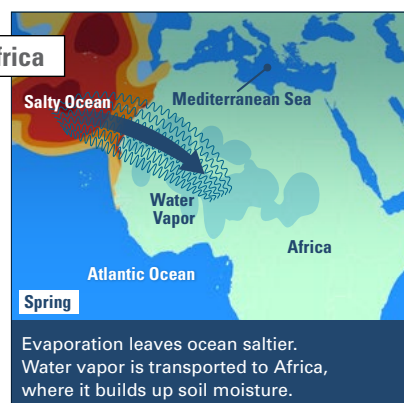 Salty Ocean
Mediterranean Sea
Water
Vapor
Africa
Atlantic Ocean
Spring
Evaporation leaves ocean saltier.
Water vapor is transported to Africa,
where it builds up soil moisture.